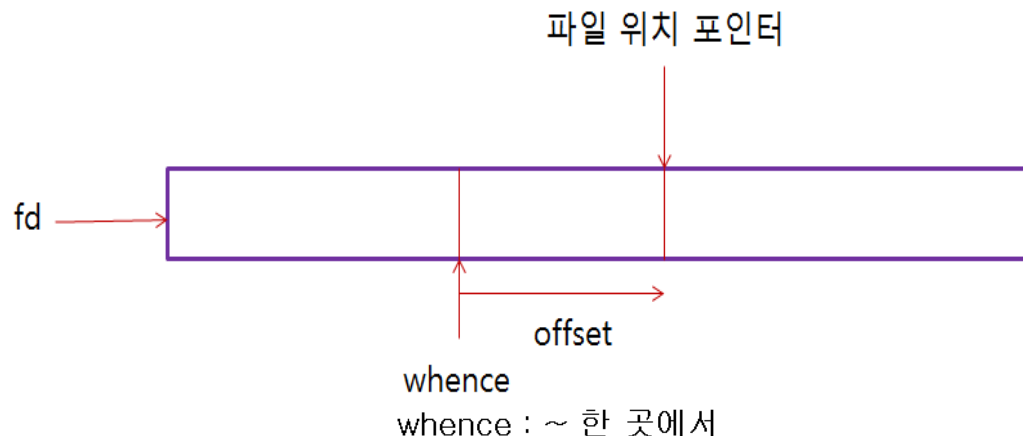 파일 위치 포인터
fd
offset
whence
whence : ~ 한 곳에서